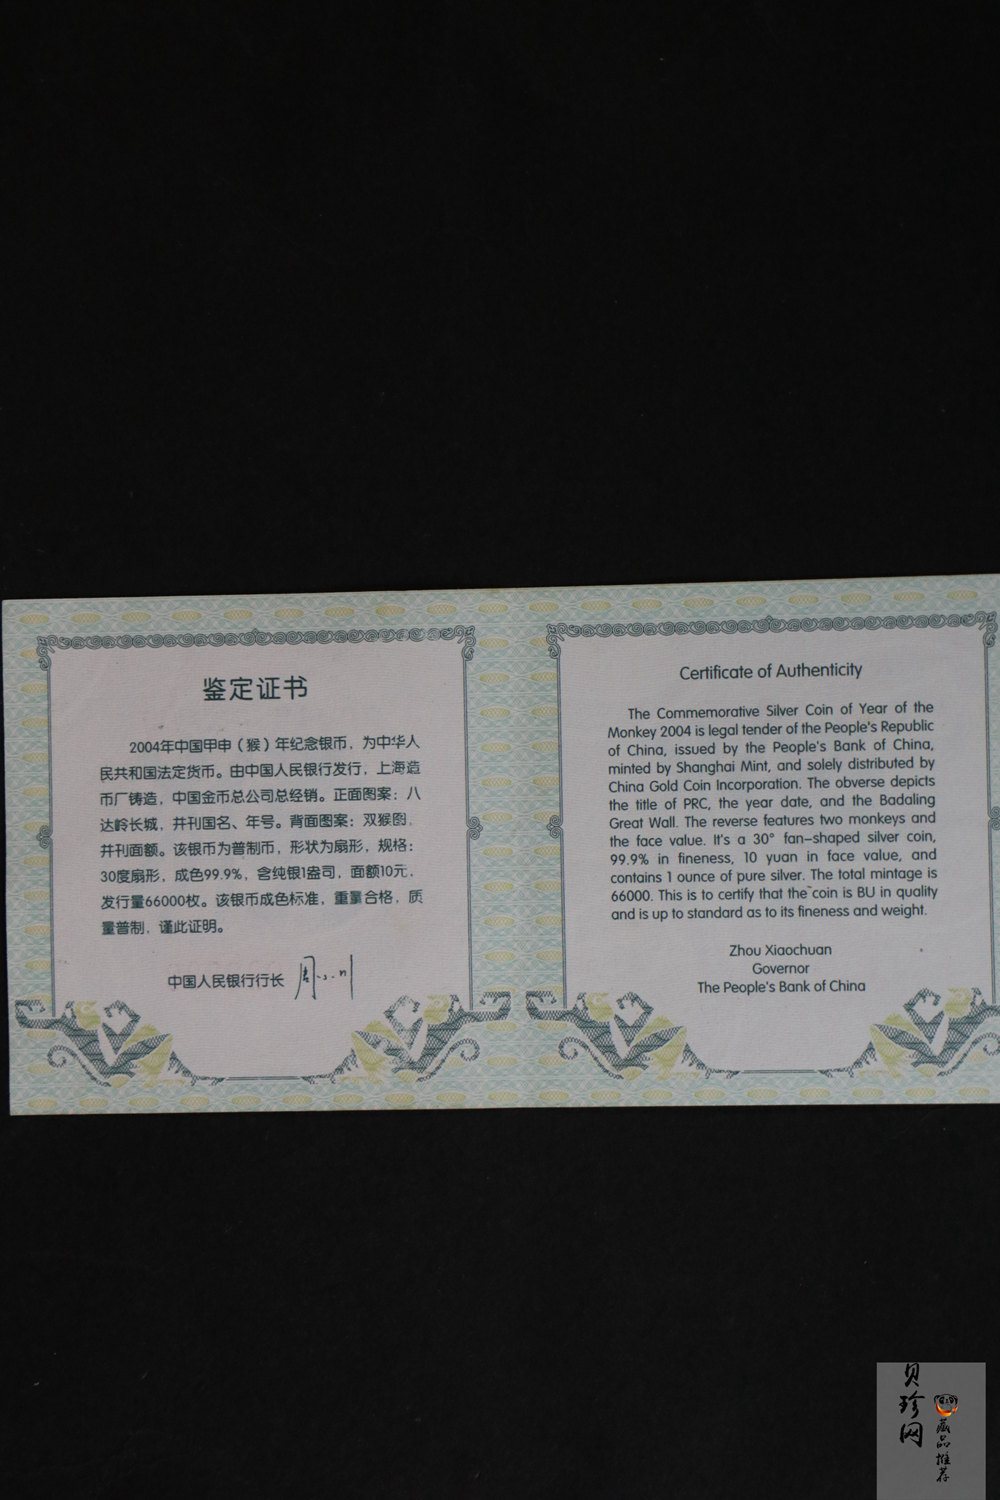 鉴定证书
2004年中国甲申（猴）年纪念银币，为中华人
民共和国法定货币。由中国人民银行发行，上海造
币厂铸造，中国金币总公司总经销。正面图案：八
达岭长城，并刊国名、年号。背面图案：双猴图，
并刊面额。该银币为普制币，形状为扇形，规格：
30度扇形，成色99.9%，含纯银1盎司，面额10元，
发行量66000枚。该银币成色标准，重量合格，质
量普制，谨此证明。
中国人民银行行长 周小川
Certificate of Authenticity
The Commemorative Silver Coin of Year of the
Monkey 2004 is legal tender of the People's Republic
of China, issued by the People's Bank of China,
minted by Shanghai Mint, and solely distributed by
China Gold Coin Incorporation. The obverse depicts
the title of PRC, the year date, and the Badaling
Great Wall. The reverse features two monkeys and
the face value. It's a 30° fan-shaped silver coin,
99.9% in fineness, 10 yuan in face value, and
contains 1 ounce of pure silver. The total mintage is
66000. This is to certify that the coin is BU in quality
and is up to standard as to its fineness and weight.
Zhou Xiaochuan
Governor
The People's Bank of China
贝珍网
藏品推荐